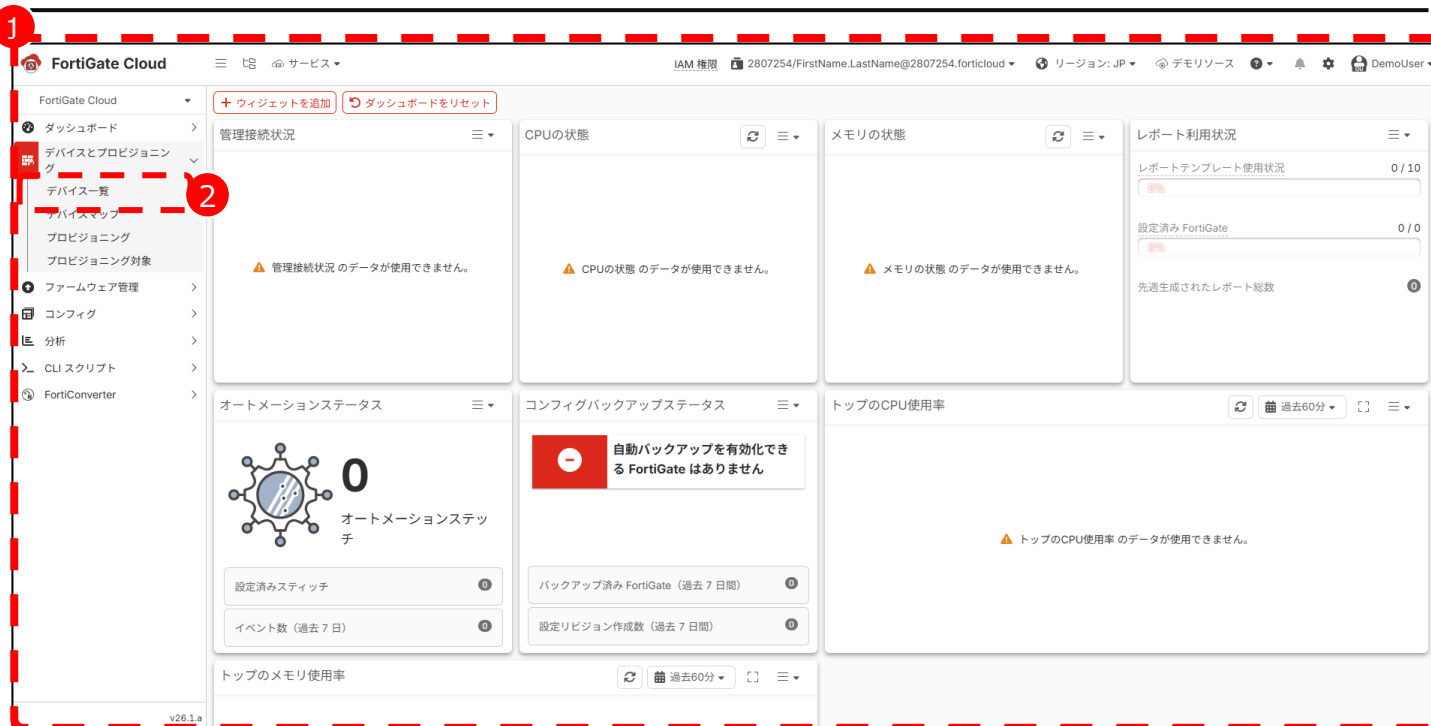 1
FortiGate Cloud
サービス
IAM 権限
2807254/FirstName.LastName@2807254.forticloud
リージョン: JP
デモリソース
DemoUser
FortiGate Cloud
ダッシュボード
デバイスとプロビジョニン
グ
デバイス一覧
2
デバイスマップ
プロビジョニング
プロビジョニング対象
ファームウェア管理
コンフィグ
分析
CLI スクリプト
FortiConverter
v26.1.a
+ ウィジェットを追加
ダッシュボードをリセット
管理接続状況
管理接続状況 のデータが使用できません。
CPUの状態
CPUの状態 のデータが使用できません。
メモリの状態
メモリの状態 のデータが使用できません。
レポート利用状況
レポートテンプレート使用状況 0 / 10
0%
設定済み FortiGate 0 / 0
0%
先週生成されたレポート総数 0
オートメーションステータス
0
オートメーションステッ
チ
設定済みスティッチ 0
イベント数（過去 7 日） 0
コンフィグバックアップステータス
自動バックアップを有効化でき
る FortiGate はありません
バックアップ済み FortiGate（過去 7 日間） 0
設定リビジョン作成数（過去 7 日間） 0
トップのCPU使用率
過去60分
トップのCPU使用率 のデータが使用できません。
トップのメモリ使用率
過去60分